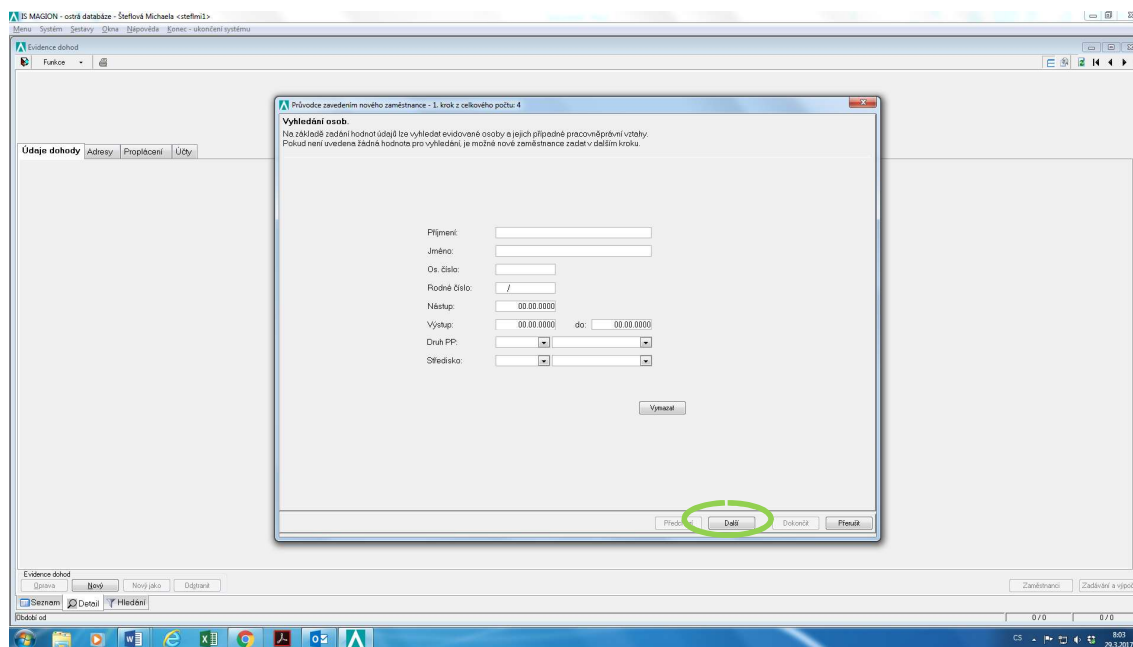 IS MAGION - ostrá databáze - Šteflová Michaela <steflmi1>
Menu Systém Sestavy Okna Nápověda Konec - ukončení systému
Evidence dohod
Funkce
Průvodce zavedením nového zaměstnance - 1. krok z celkového počtu: 4
Vyhledání osob.
Na základě zadání hodnot údajů lze vyhledat evidované osoby a jejich případné pracovněprávní vztahy.
Pokud není uvedena žádná hodnota pro vyhledání, je možné nové zaměstnance zadat v dalším kroku.
Údaje dohody Adresy Proplácení Účty
Příjmení:
Jméno:
Os. číslo:
Rodné číslo: /
Nástup: 00.00.0000
Výstup: 00.00.0000 do: 00.00.0000
Druh PP:
Středisko:
Vymazat
Další Dokončit Přerušit
Evidence dohod
Oprava Nový Nový jako Odstranit Zaměstnanci Zadávání a výpoč
Seznam Detail Hledání
Období od 0 / 0 0 / 0
CS 8:03
29.3.2017